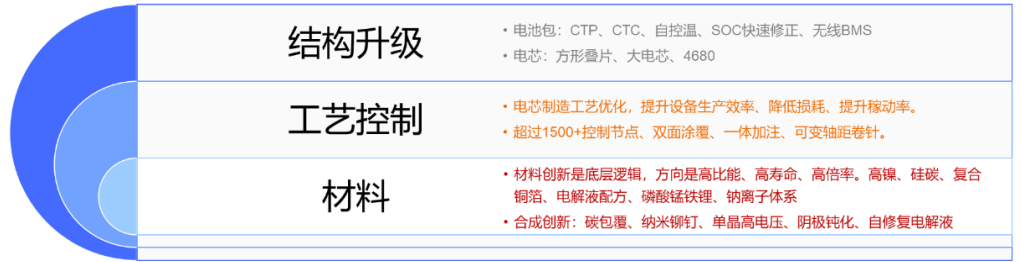 结构升级
• 电池包：CTP、CTC、自控温、SOC快速修正、无线BMS
• 电芯：方形叠片、大电芯、4680
工艺控制
• 电芯制造工艺优化，提升设备生产效率、降低损耗、提升稼动率。
• 超过1500+控制节点、双面涂覆、一体加注、可变轴距卷针。
材料
• 材料创新是底层逻辑，方向是高比能、高寿命、高倍率。高镍、硅碳、复合
铜箔、电解液配方、磷酸锰铁锂、钠离子体系
• 合成创新：碳包覆、纳米铆钉、单晶高电压、阴极钝化、自修复电解液